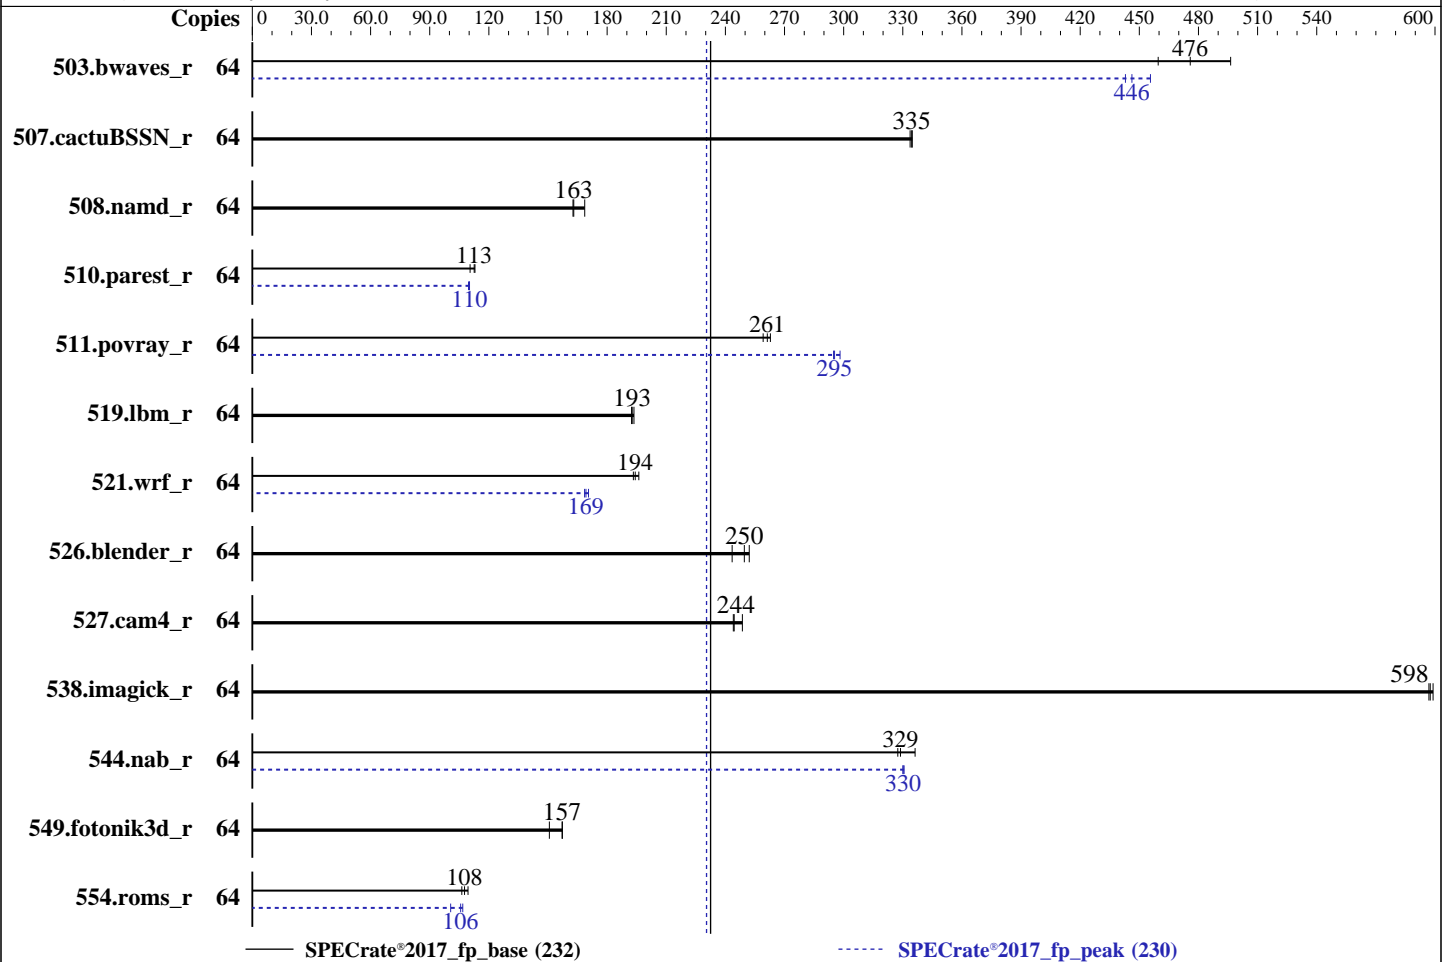 Copies 0 30.0 60.0 90.0 120 150 180 210 240 270 300 330 360 390 420 450 480 510 540 600
503.bwaves_r 64 476
446
507.cactuBSSN_r 64 335
508.namd_r 64 163
510.parest_r 64 113
110
511.povray_r 64 261
295
519.lbm_r 64 193
521.wrf_r 64 194
169
526.blender_r 64 250
527.cam4_r 64 244
538.imagick_r 64 598
544.nab_r 64 329
330
549.fotonik3d_r 64 157
554.roms_r 64 108
106
SPECrate®2017_fp_base (232) SPECrate®2017_fp_peak (230)